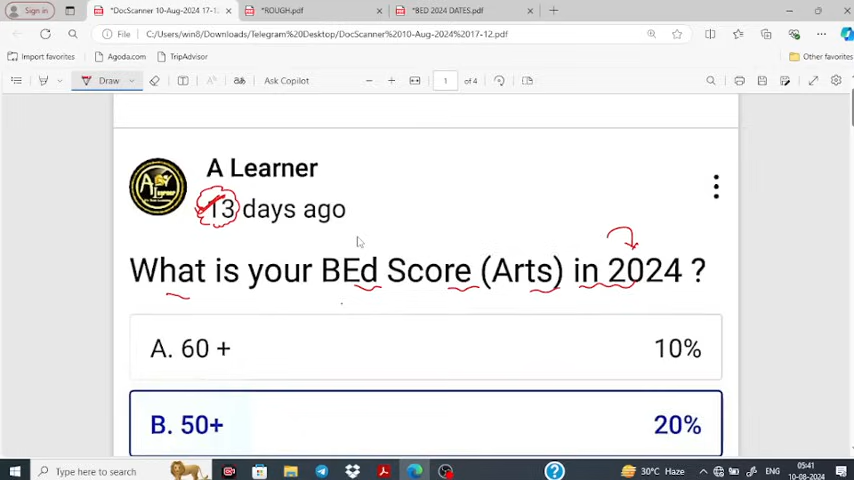 Sign in
*DocScanner 10-Aug-2024 17-1
*ROUGH.pdf
*BED 2024 DATES.pdf
File
C:/Users/win8/Downloads/Telegram%20Desktop/DocScanner%2010-Aug-2024%2017-12.pdf
Import favorites
Agoda.com
TripAdvisor
Other favorites
Draw
Ask Copilot
1
of 4
A Learner
13 days ago
What is your BEd Score (Arts) in 2024 ?
A. 60 +
10%
B. 50+
20%
Type here to search
30°C Haze
ENG
05:41
10-08-2024